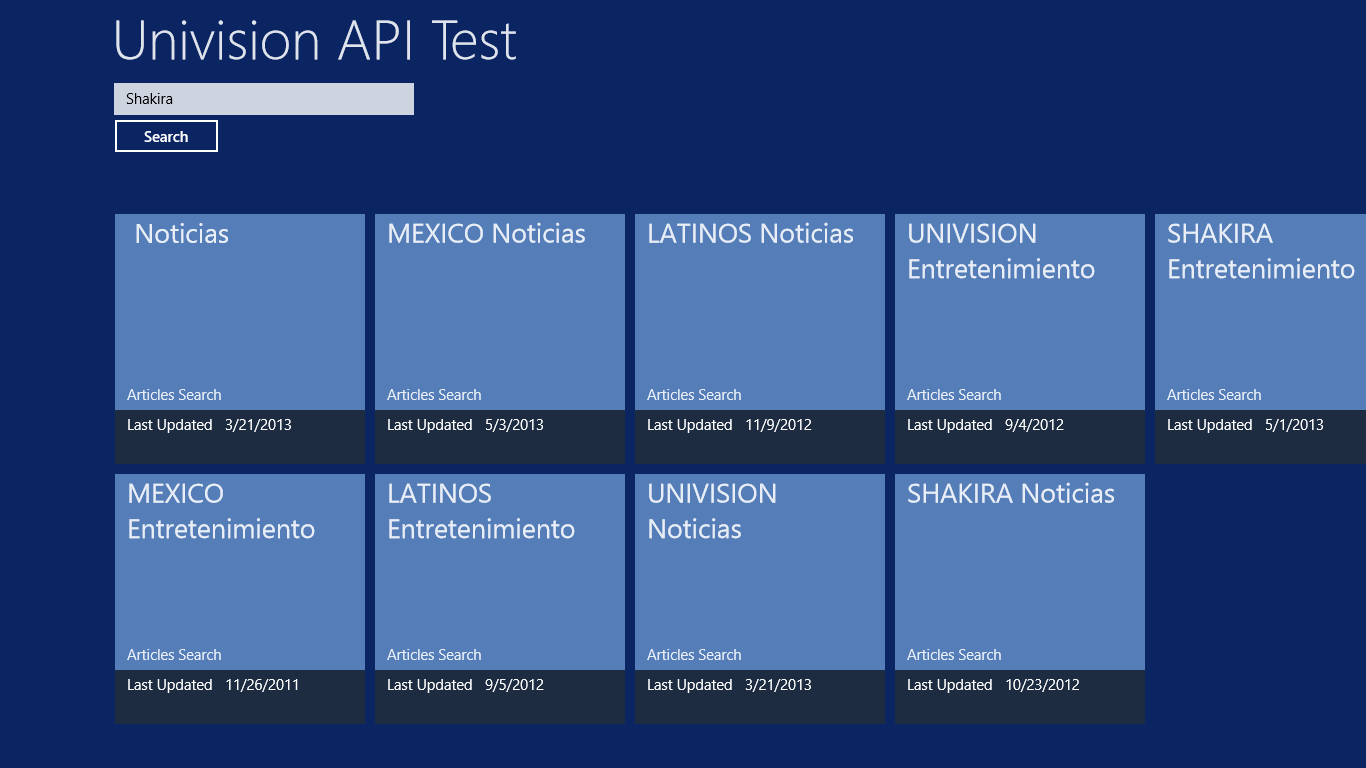 Univision API Test
Shakira
Search
Noticias
Articles Search
Last Updated 3/21/2013
MEXICO Noticias
Articles Search
Last Updated 5/3/2013
LATINOS Noticias
Articles Search
Last Updated 11/9/2012
UNIVISION
Entretenimiento
Articles Search
Last Updated 9/4/2012
SHAKIRA
Entretenimiento
Articles Search
Last Updated 5/1/2013
MEXICO
Entretenimiento
Articles Search
Last Updated 11/26/2011
LATINOS
Entretenimiento
Articles Search
Last Updated 9/5/2012
UNIVISION
Noticias
Articles Search
Last Updated 3/21/2013
SHAKIRA Noticias
Articles Search
Last Updated 10/23/2012